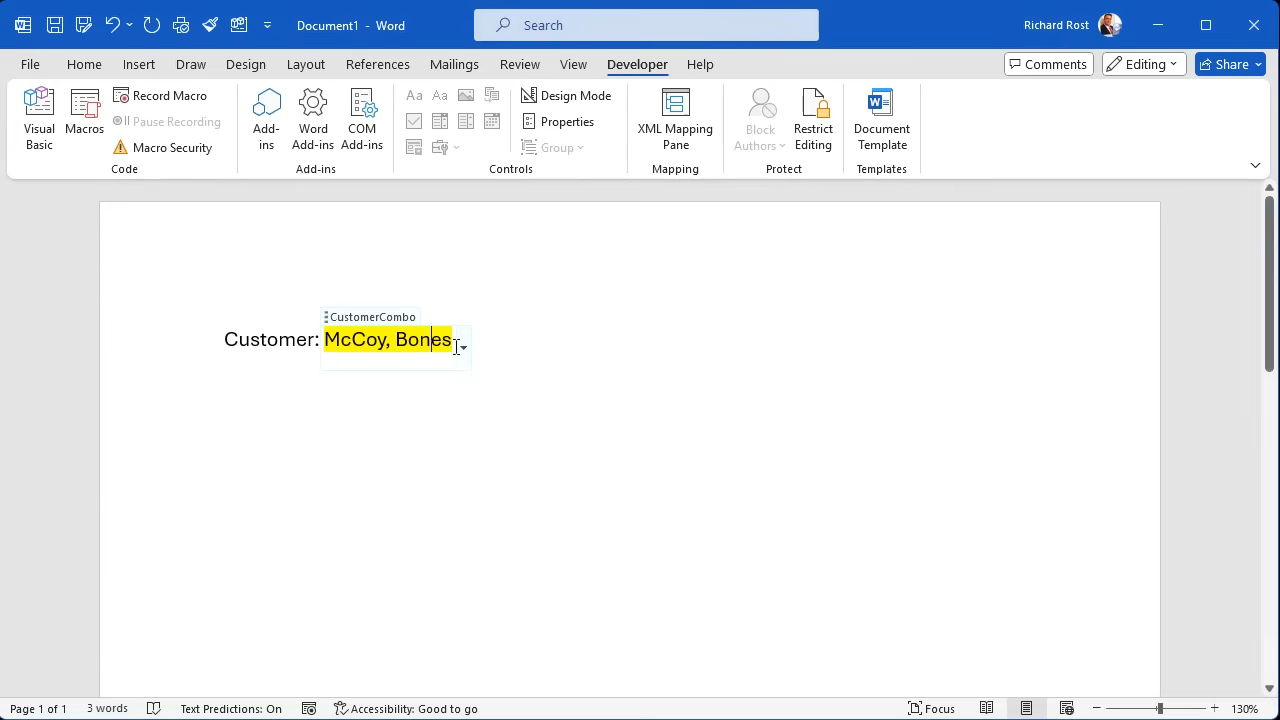 Document1 - Word
Search
Richard Rost
File
Home
Insert
Draw
Design
Layout
References
Mailings
Review
View
Developer
Help
Comments
Editing
Share
Visual
Basic
Macros
Record Macro
Pause Recording
Macro Security
Code
Add-
ins
Word
Add-ins
COM
Add-ins
Add-ins
Aa
Aa
Design Mode
Properties
Group
Controls
XML Mapping
Pane
Mapping
Block
Authors
Restrict
Editing
Protect
Document
Template
Templates
CustomerCombo
Customer: McCoy, Bones
Page 1 of 1
3 words
Text Predictions: On
Accessibility: Good to go
Focus
130%